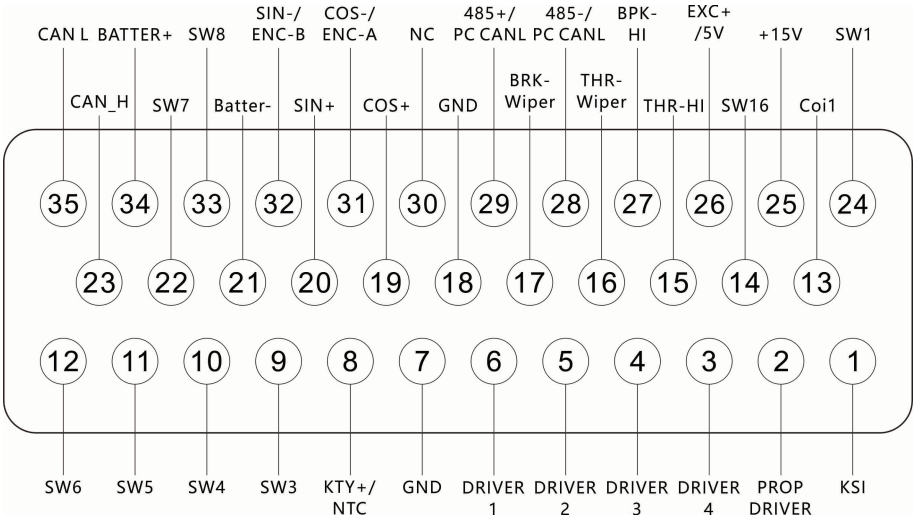 SIN-/ COS-/ 485+/ 485-/ BPK- EXC+
CAN L BATTER+ SW8 ENC-B ENC-A NC PC CANL PC CANL HI /5V +15V SW1
BRK- THR-
CAN_H SW7 Batter- SIN+ COS+ GND Wiper Wiper THR-HI SW16 Coi1
35 34 33 32 31 30 29 28 27 26 25 24
23 22 21 20 19 18 17 16 15 14 13
12 11 10 9 8 7 6 5 4 3 2 1
SW6 SW5 SW4 SW3 KTY+/ GND DRIVER DRIVER DRIVER DRIVER PROP KSI
NTC 1 2 3 4 DRIVER